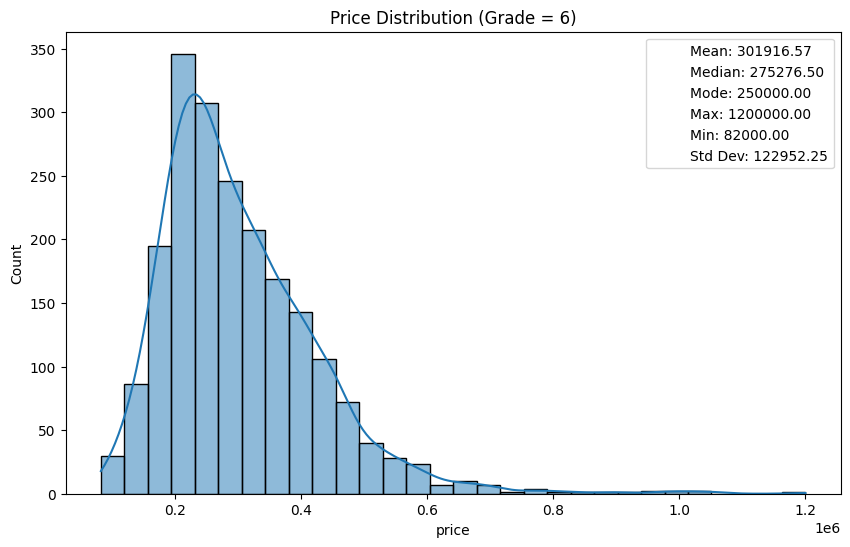 Price Distribution (Grade = 6)
Mean: 301916.57
Median: 275276.50
Mode: 250000.00
Max: 1200000.00
Min: 82000.00
Std Dev: 122952.25
350
300
250
200
150
100
50
0
Count
0.2 0.4 0.6 0.8 1.0 1.2
1e6
price